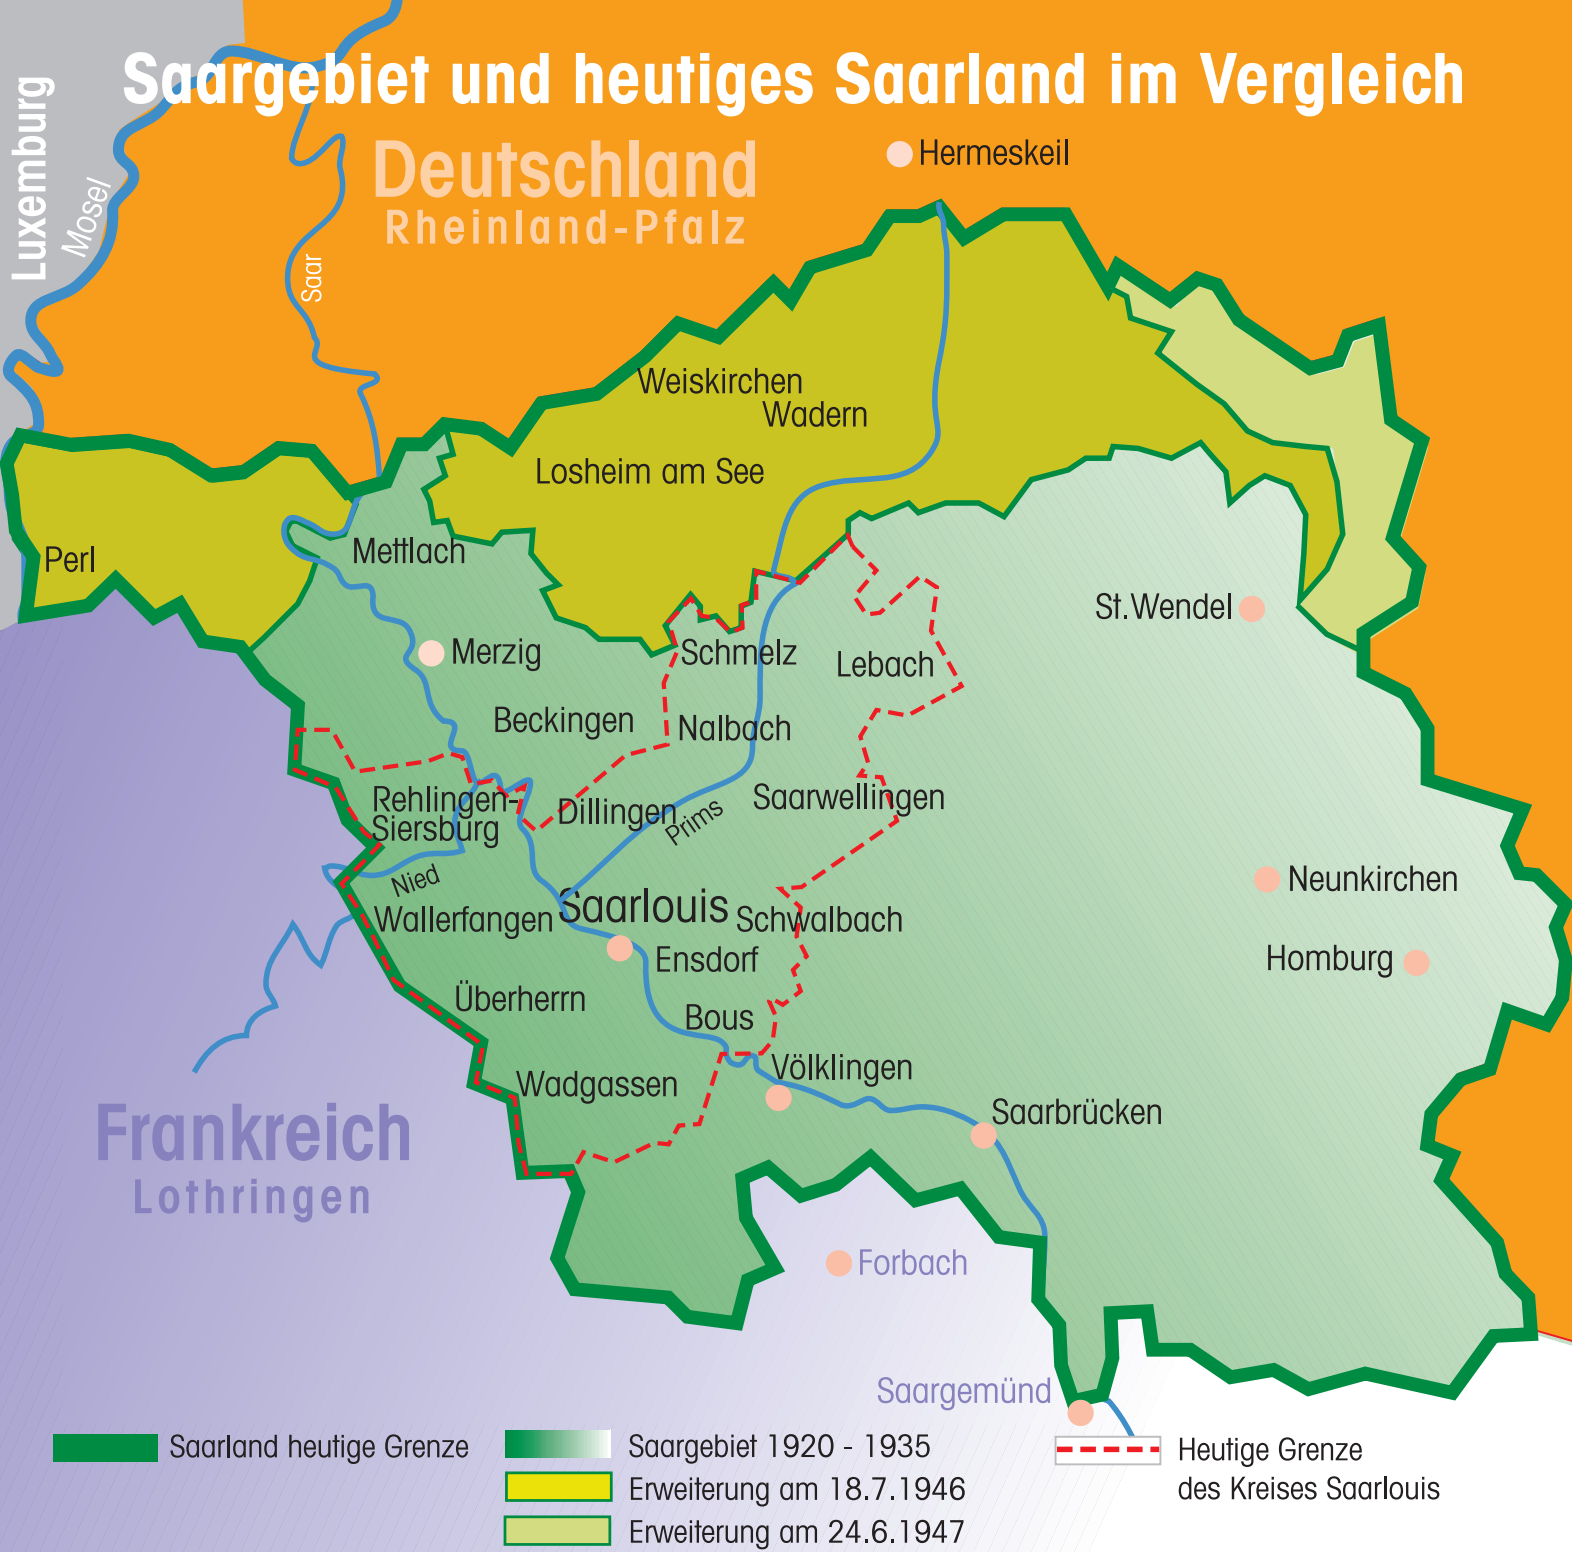 Saargebiet und heutiges Saarland im Vergleich
Luxemburg
Mosel
Deutschland
Rheinland-Pfalz
Hermeskeil
Saar
Weiskirchen
Wadern
Losheim am See
Perl
Mettlach
St.Wendel
Merzig
Schmelz
Lebach
Beckingen
Nalbach
Rehlingen-
Siersburg
Dillingen
Prims
Saarwellingen
Nied
Neunkirchen
Wallerfangen
Saarlouis
Schwalbach
Ensdorf
Homburg
Überherrn
Bous
Völklingen
Wadgassen
Saarbrücken
Frankreich
Lothringen
Forbach
Saargemünd
Saarland heutige Grenze
Saargebiet 1920 - 1935
Erweiterung am 18.7.1946
Erweiterung am 24.6.1947
Heutige Grenze
des Kreises Saarlouis